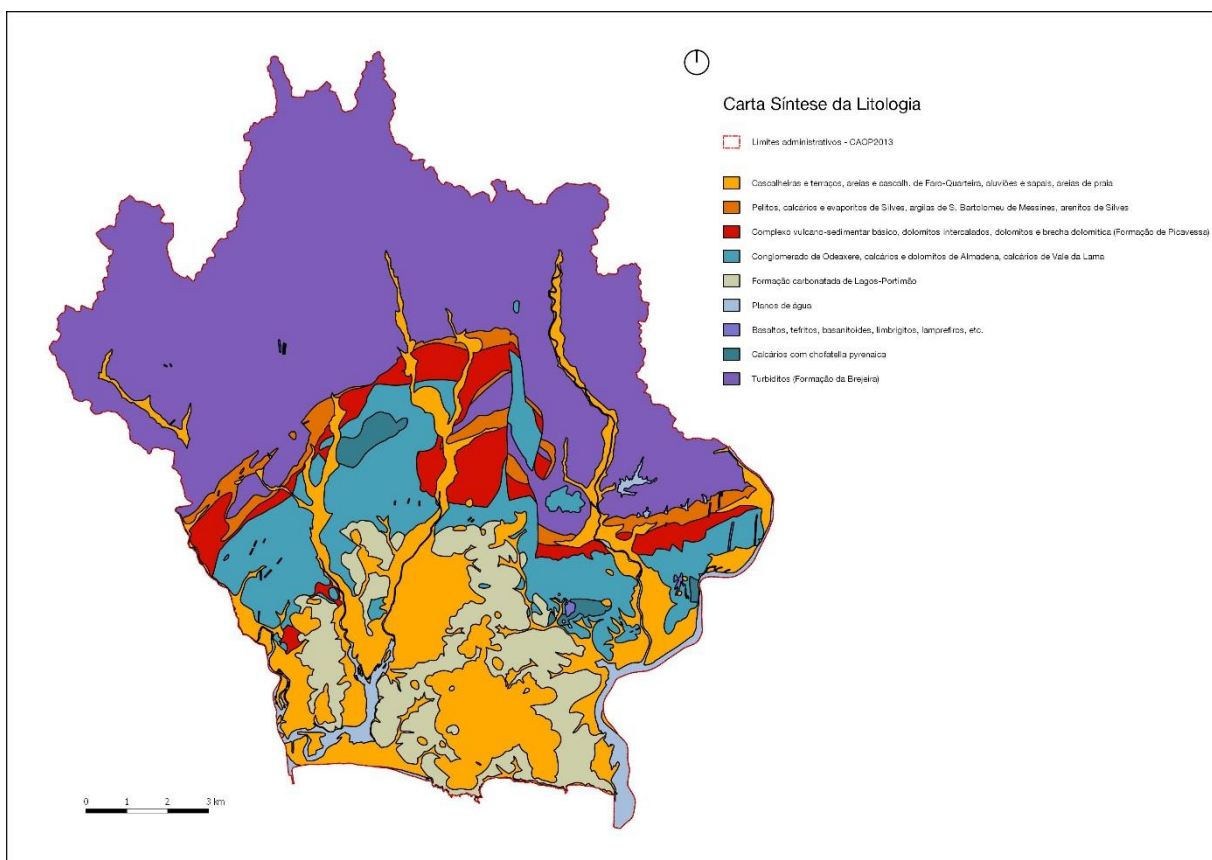 Carta Síntese da Litologia
Limites administrativos - CAOP2013
Cascalheiras e terraços, areias e cascalh. de Faro-Quarteira, aluviões e sapais, areias de praia
Pelitos, calcários e evaporitos de Silves, argilas de S. Bartolomeu de Messines, arenitos de Silves
Complexo vulcano-sedimentar básico, dolomitos intercalados, dolomitos e brecha dolomítica (Formação de Picavessa)
Conglomerado de Odeaxere, calcários e dolomitos de Almadena, calcários de Vale da Lama
Formação carbonatada de Lagos-Portimão
Planos de água
Basaltos, tefritos, basanitoides, limbrigitos, lamprefiros, etc.
Calcários com chofatella pyrenaica
Turbiditos (Formação da Brejeira)
0 1 2 3 km